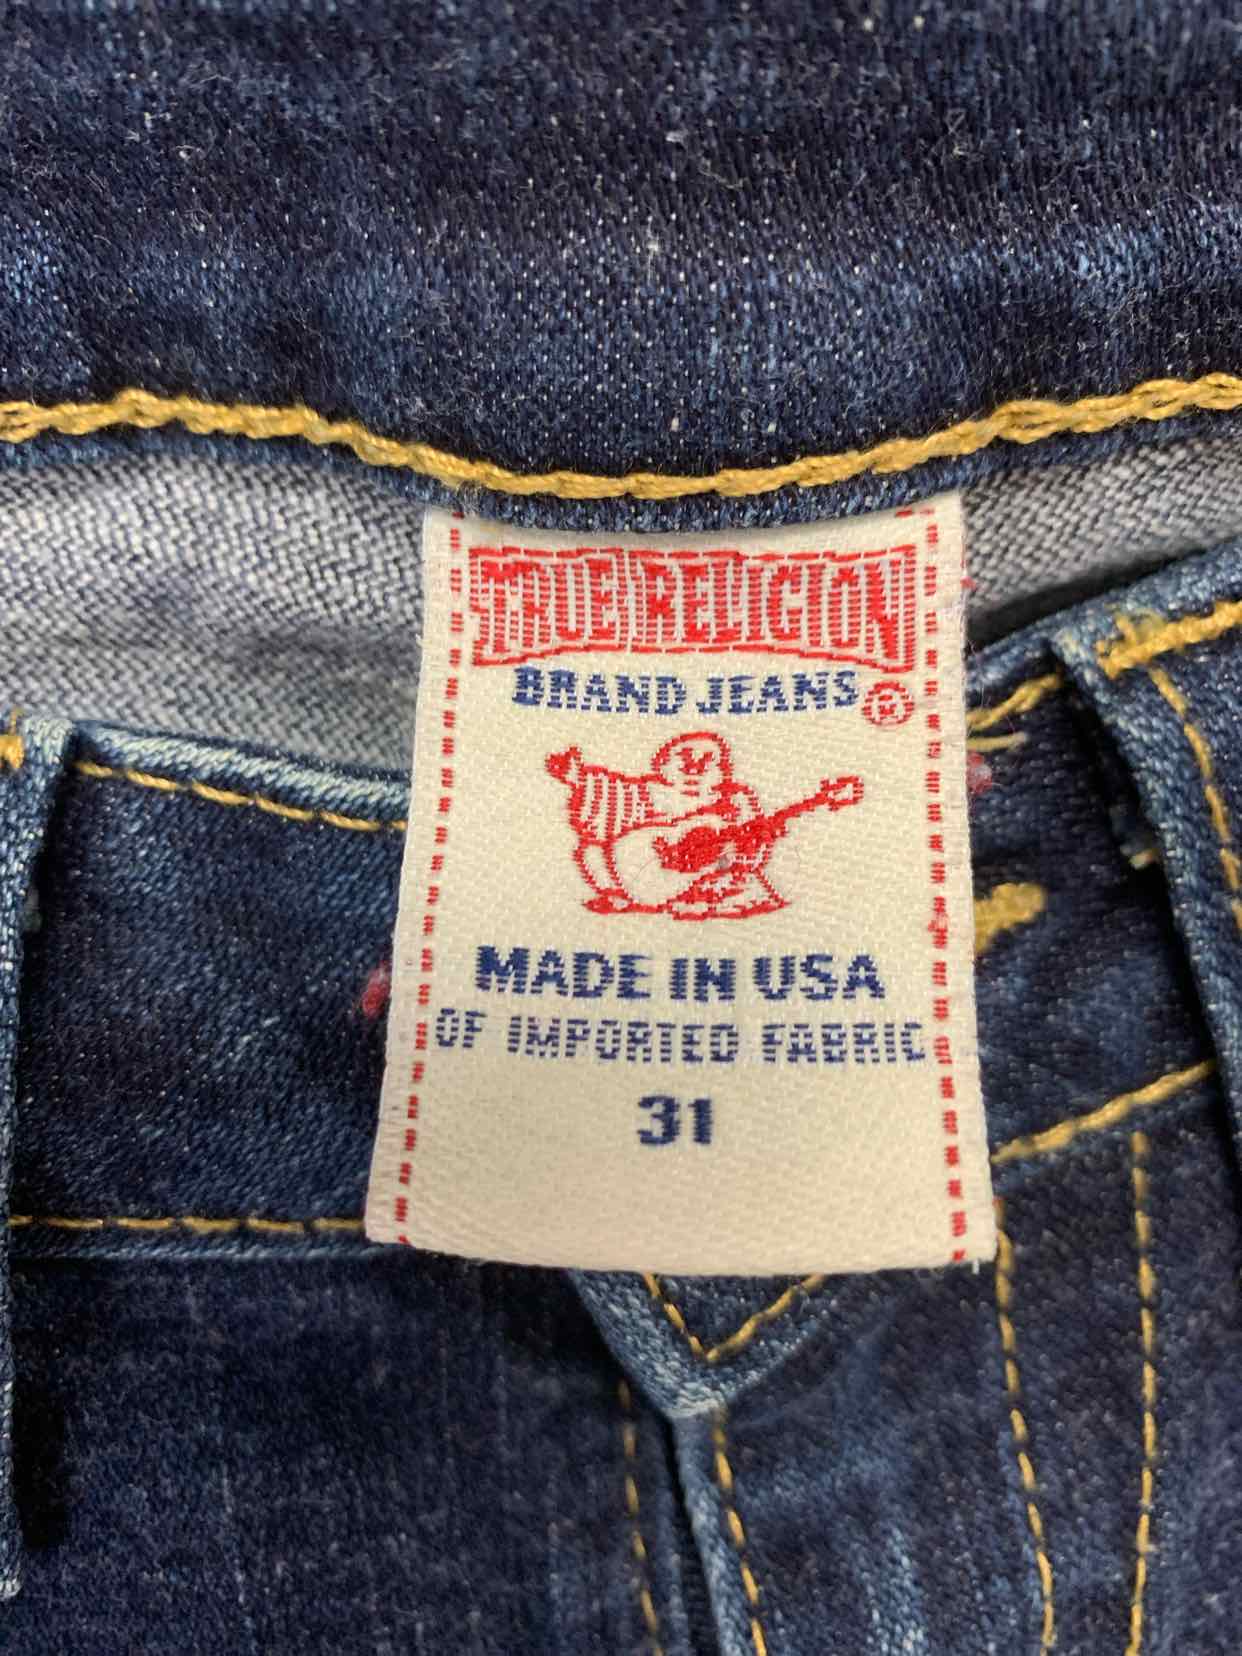 TRUE RELIGION
BRAND JEANS ®
MADE IN USA
OF IMPORTED FABRIC
31